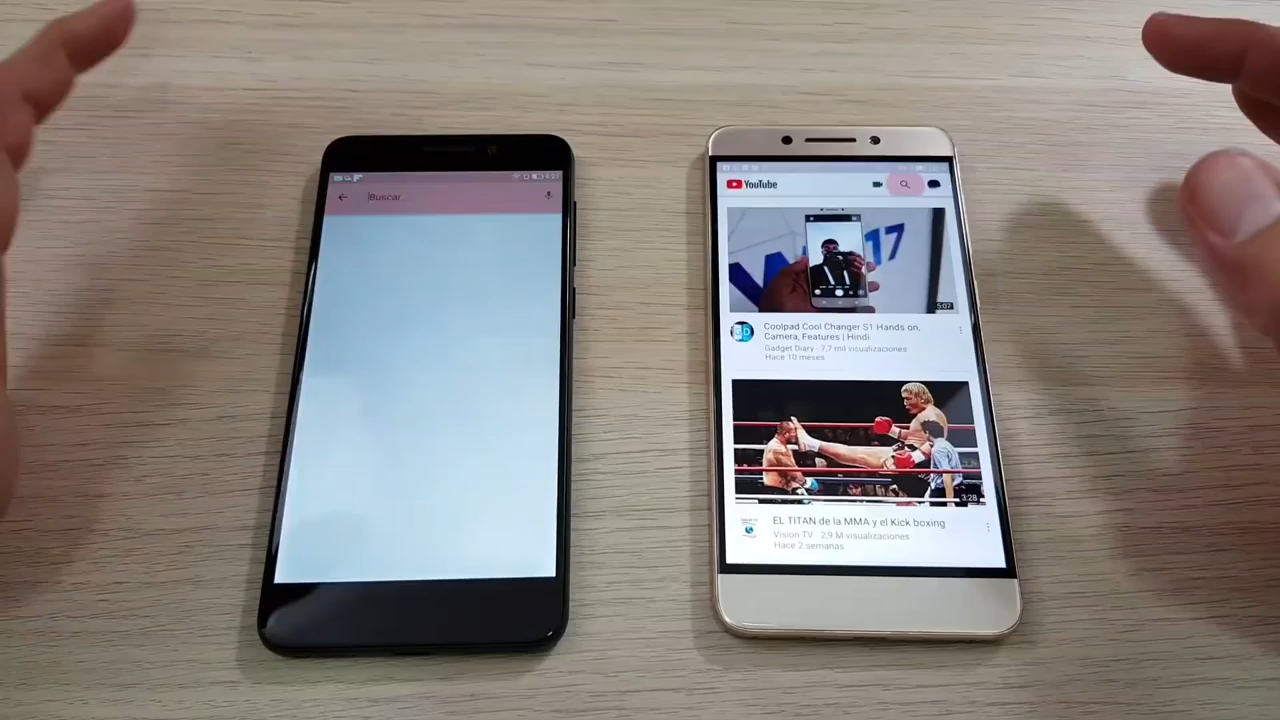 Buscar...
YouTube
17
5:07
Coolpad Cool Changer S1 Hands on,
Camera, Features | Hindi
Gadget Diary · 7,7 mil visualizaciones
Hace 10 meses
3:28
EL TITAN de la MMA y el Kick boxing
Vision TV · 2,9 M visualizaciones
Hace 2 semanas